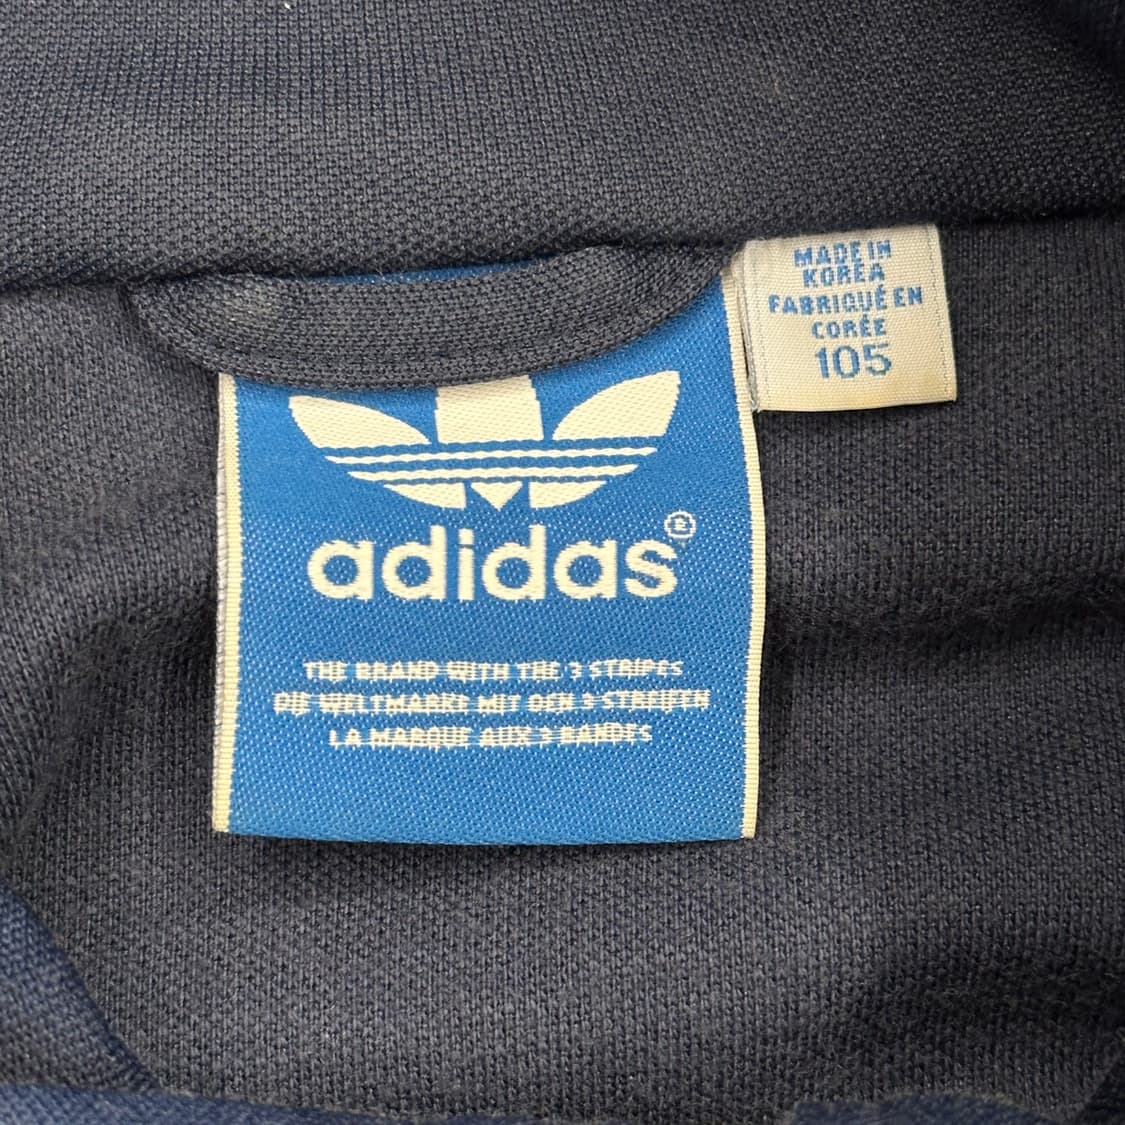 MADE IN
KOREA
FABRIQUÉ EN
CORÉE
105
adidas®
THE BRAND WITH THE 3 STRIPES
DIE WELTMARKE MIT DEN 3 STREIFEN
LA MARQUE AUX 3 BANDES